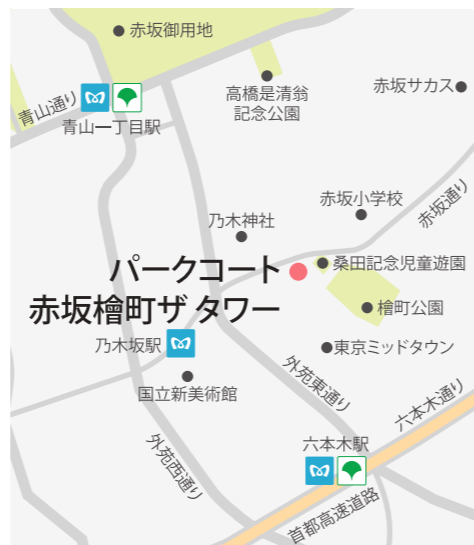 赤坂御用地
高橋是清翁
記念公園
赤坂サカス
青山通り
青山一丁目駅
赤坂小学校
赤坂通り
乃木神社
桑田記念児童遊園
パークコート
赤坂檜町ザ タワー
檜町公園
乃木坂駅
東京ミッドタウン
国立新美術館
外苑東通り
六本木通り
外苑西通り
六本木駅
首都高速道路